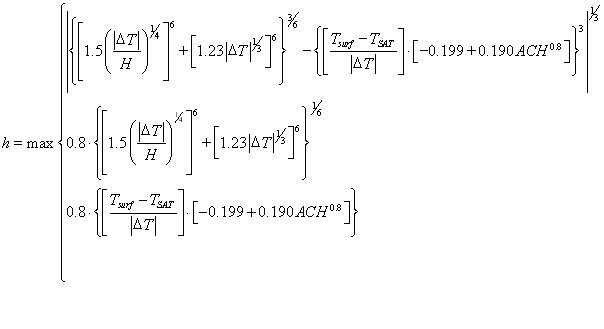 h = max { | { [ 1.5 ( |ΔT| / H )^{1/4} ]^6 + [ 1.23 |ΔT|^{1/3} ]^6 }^{3/6} − { [ (T_surf − T_SAT) / |ΔT| ] · [ −0.199 + 0.190 ACH^{0.8} ] }^3 |^{1/3}
0.8 · { [ 1.5 ( |ΔT| / H )^{1/4} ]^6 + [ 1.23 |ΔT|^{1/3} ]^6 }^{1/6}
0.8 · { [ (T_surf − T_SAT) / |ΔT| ] · [ −0.199 + 0.190 ACH^{0.8} ] }